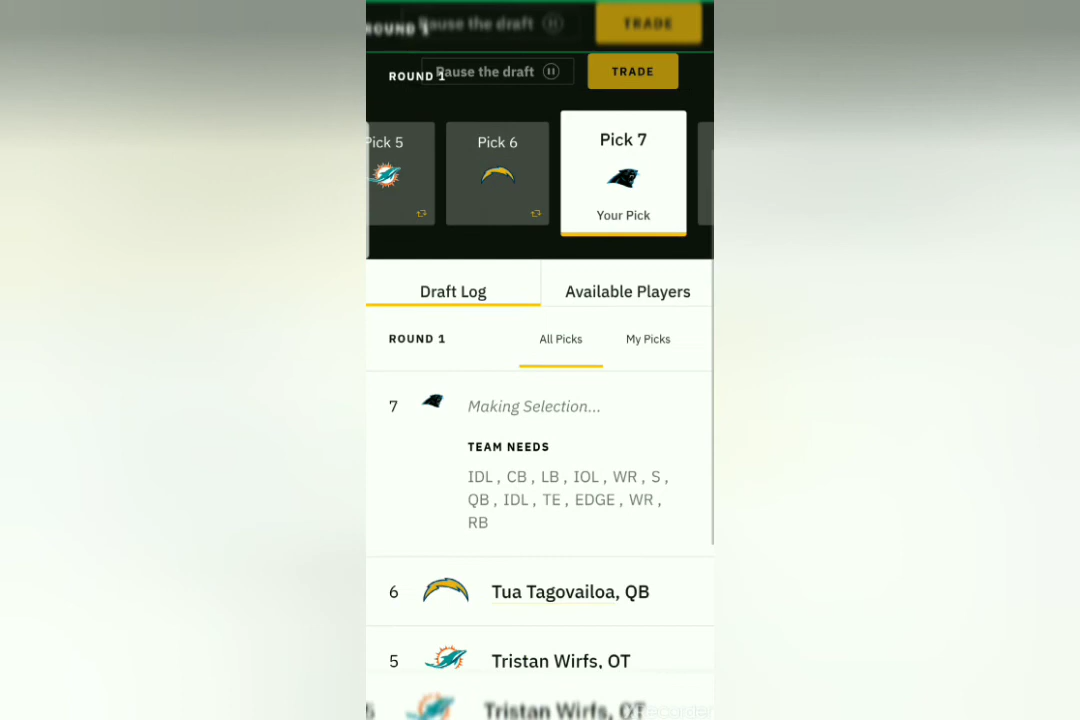 ROUND 1
Pause the draft
TRADE
ROUND 1
Pause the draft
TRADE
Pick 5
Pick 6
Pick 7
Your Pick
Draft Log
Available Players
ROUND 1
All Picks
My Picks
7
Making Selection...
TEAM NEEDS
IDL , CB , LB , IOL , WR , S ,
QB , IDL , TE , EDGE , WR ,
RB
6
Tua Tagovailoa, QB
5
Tristan Wirfs, OT
5
Tristan Wirfs, OT